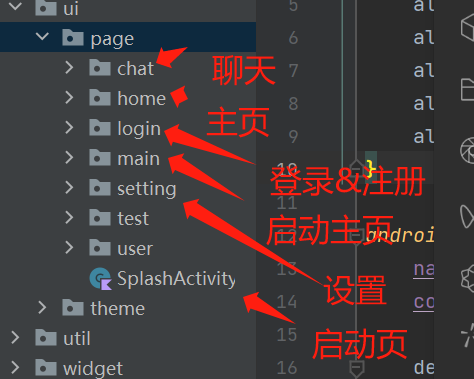 ui
5
page
al
6
al
chat
聊天
7
al
home
8
al
主页
login
9
al
main
10
}
登录&注册
setting
11
启动主页
test
12
android
user
13
na
设置
SplashActivity
14
co
theme
15
启动页
util
16
de
widget